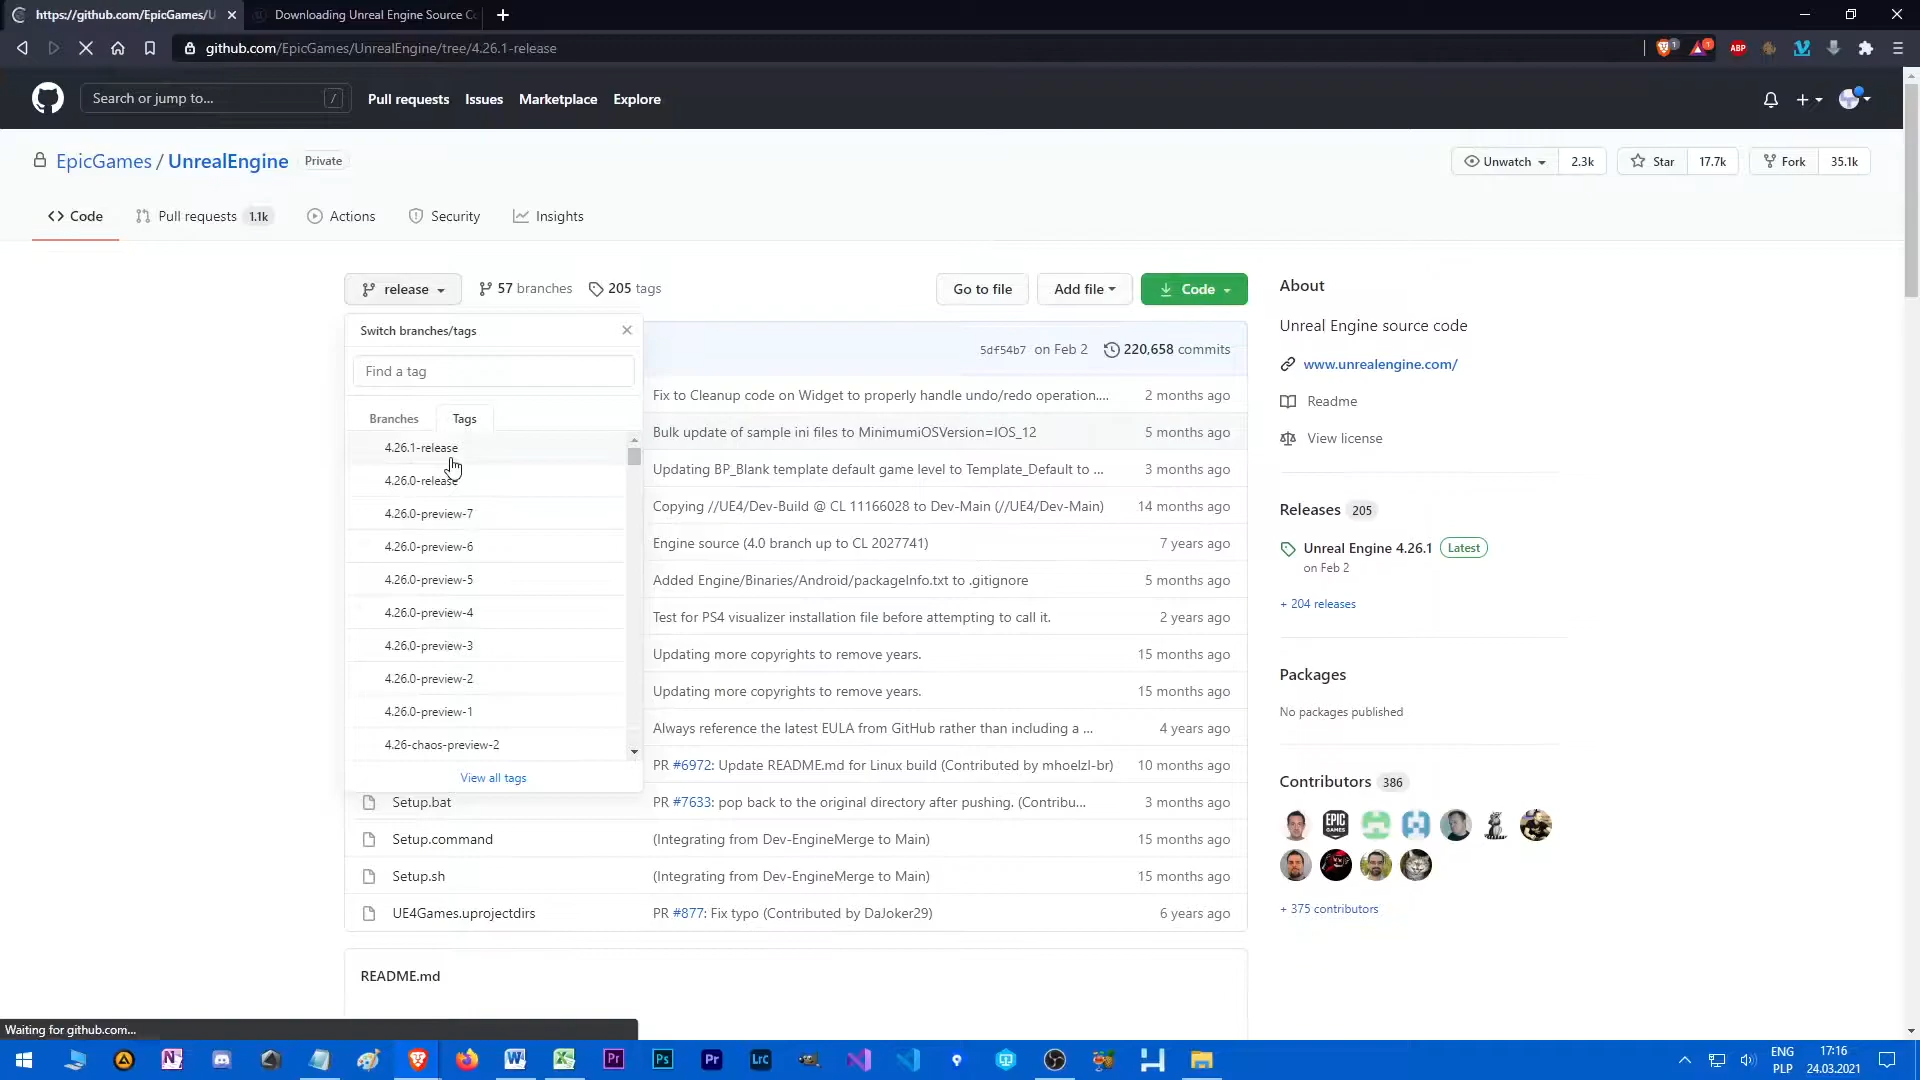 https://github.com/EpicGames/U
Downloading Unreal Engine Source Co
github.com/EpicGames/UnrealEngine/tree/4.26.1-release
1
1
ABP
Search or jump to...
/
Pull requests
Issues
Marketplace
Explore
EpicGames / UnrealEngine
Private
Unwatch
2.3k
Star
17.7k
Fork
35.1k
Code
Pull requests
1.1k
Actions
Security
Insights
release
57 branches
205 tags
Go to file
Add file
Code
About
Unreal Engine source code
www.unrealengine.com/
Readme
View license
Switch branches/tags
Find a tag
Branches
Tags
4.26.1-release
4.26.0-release
4.26.0-preview-7
4.26.0-preview-6
4.26.0-preview-5
4.26.0-preview-4
4.26.0-preview-3
4.26.0-preview-2
4.26.0-preview-1
4.26-chaos-preview-2
View all tags
5df54b7 on Feb 2
220,658 commits
Fix to Cleanup code on Widget to properly handle undo/redo operation....
2 months ago
Bulk update of sample ini files to MinimumiOSVersion=IOS_12
5 months ago
Updating BP_Blank template default game level to Template_Default to ...
3 months ago
Copying //UE4/Dev-Build @ CL 11166028 to Dev-Main (//UE4/Dev-Main)
14 months ago
Engine source (4.0 branch up to CL 2027741)
7 years ago
Added Engine/Binaries/Android/packageInfo.txt to .gitignore
5 months ago
Test for PS4 visualizer installation file before attempting to call it.
2 years ago
Updating more copyrights to remove years.
15 months ago
Updating more copyrights to remove years.
15 months ago
Always reference the latest EULA from GitHub rather than including a ...
4 years ago
PR #6972: Update README.md for Linux build (Contributed by mhoelzl-br)
10 months ago
Setup.bat
PR #7633: pop back to the original directory after pushing. (Contribu...
3 months ago
Setup.command
(Integrating from Dev-EngineMerge to Main)
15 months ago
Setup.sh
(Integrating from Dev-EngineMerge to Main)
15 months ago
UE4Games.uprojectdirs
PR #877: Fix typo (Contributed by DaJoker29)
6 years ago
README.md
Releases 205
Unreal Engine 4.26.1
Latest
on Feb 2
+ 204 releases
Packages
No packages published
Contributors 386
EPIC
GAMES
+ 375 contributors
Waiting for github.com...
N
W
X
Pr
Ps
Pr
Lrc
ENG
PLP
17:16
24.03.2021